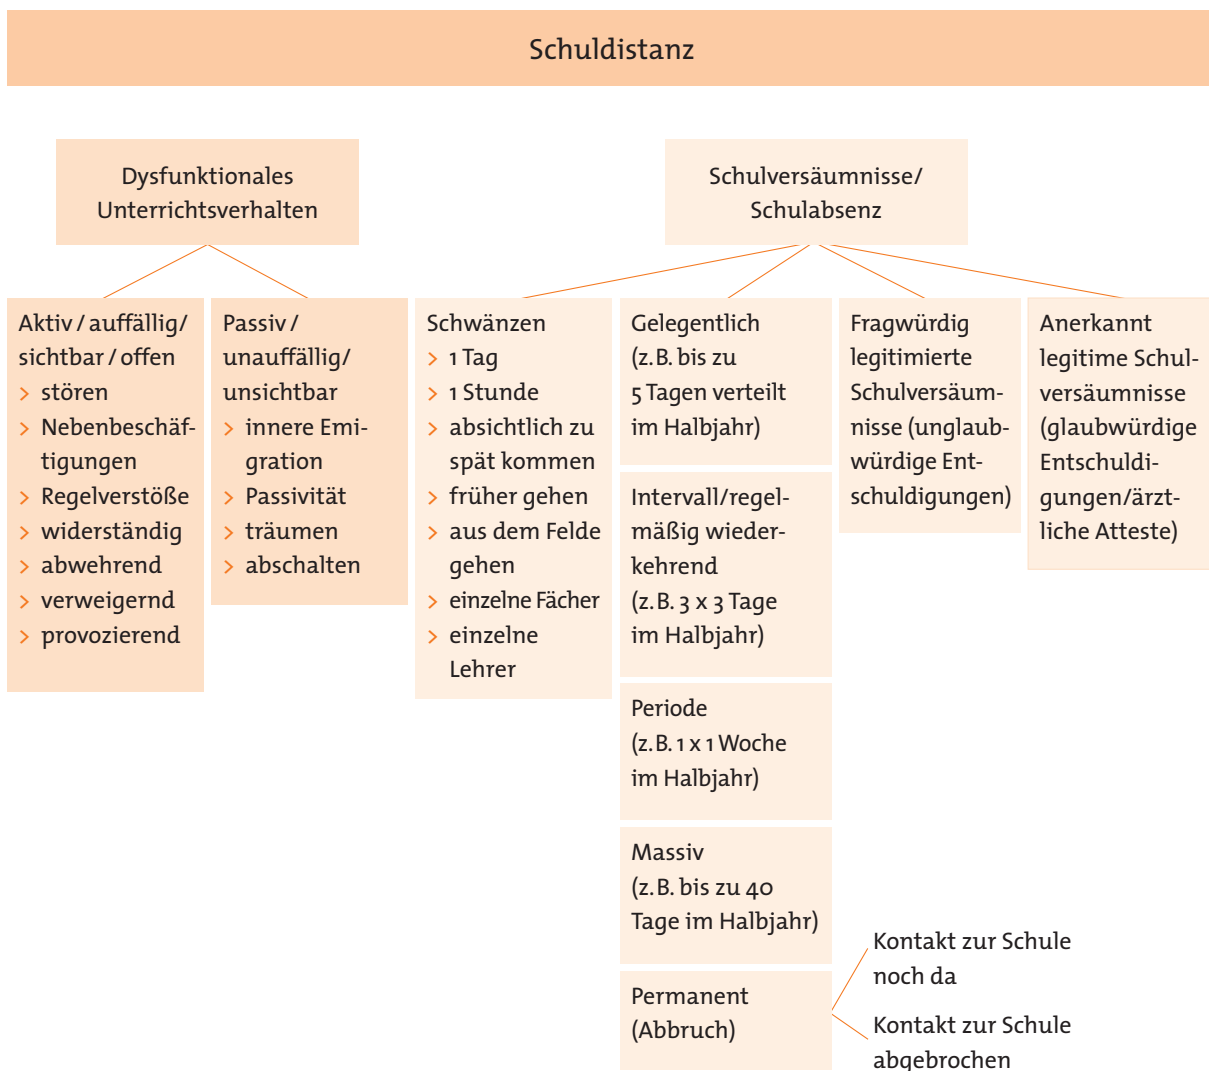 Schuldistanz
Dysfunktionales
Unterrichtsverhalten
Schulversäumnisse/
Schulabsenz
Aktiv / auffällig/
sichtbar / offen
> stören
> Nebenbeschäf-
tigungen
> Regelverstöße
> widerständig
> abwehrend
> verweigernd
> provozierend
Passiv /
unauffällig/
unsichtbar
> innere Emi-
gration
> Passivität
> träumen
> abschalten
Schwänzen
> 1 Tag
> 1 Stunde
> absichtlich zu
spät kommen
> früher gehen
> aus dem Felde
gehen
> einzelne Fächer
> einzelne
Lehrer
Gelegentlich
(z.B. bis zu
5 Tagen verteilt
im Halbjahr)
Intervall/regel-
mäßig wieder-
kehrend
(z.B. 3 x 3 Tage
im Halbjahr)
Periode
(z.B. 1 x 1 Woche
im Halbjahr)
Massiv
(z.B. bis zu 40
Tage im Halbjahr)
Permanent
(Abbruch)
Kontakt zur Schule
noch da
Kontakt zur Schule
abgebrochen
Fragwürdig
legitimierte
Schulversäum-
nisse (unglaub-
würdige Ent-
schuldigungen)
Anerkannt
legitime Schul-
versäumnisse
(glaubwürdige
Entschuldi-
gungen/ärzt-
liche Atteste)